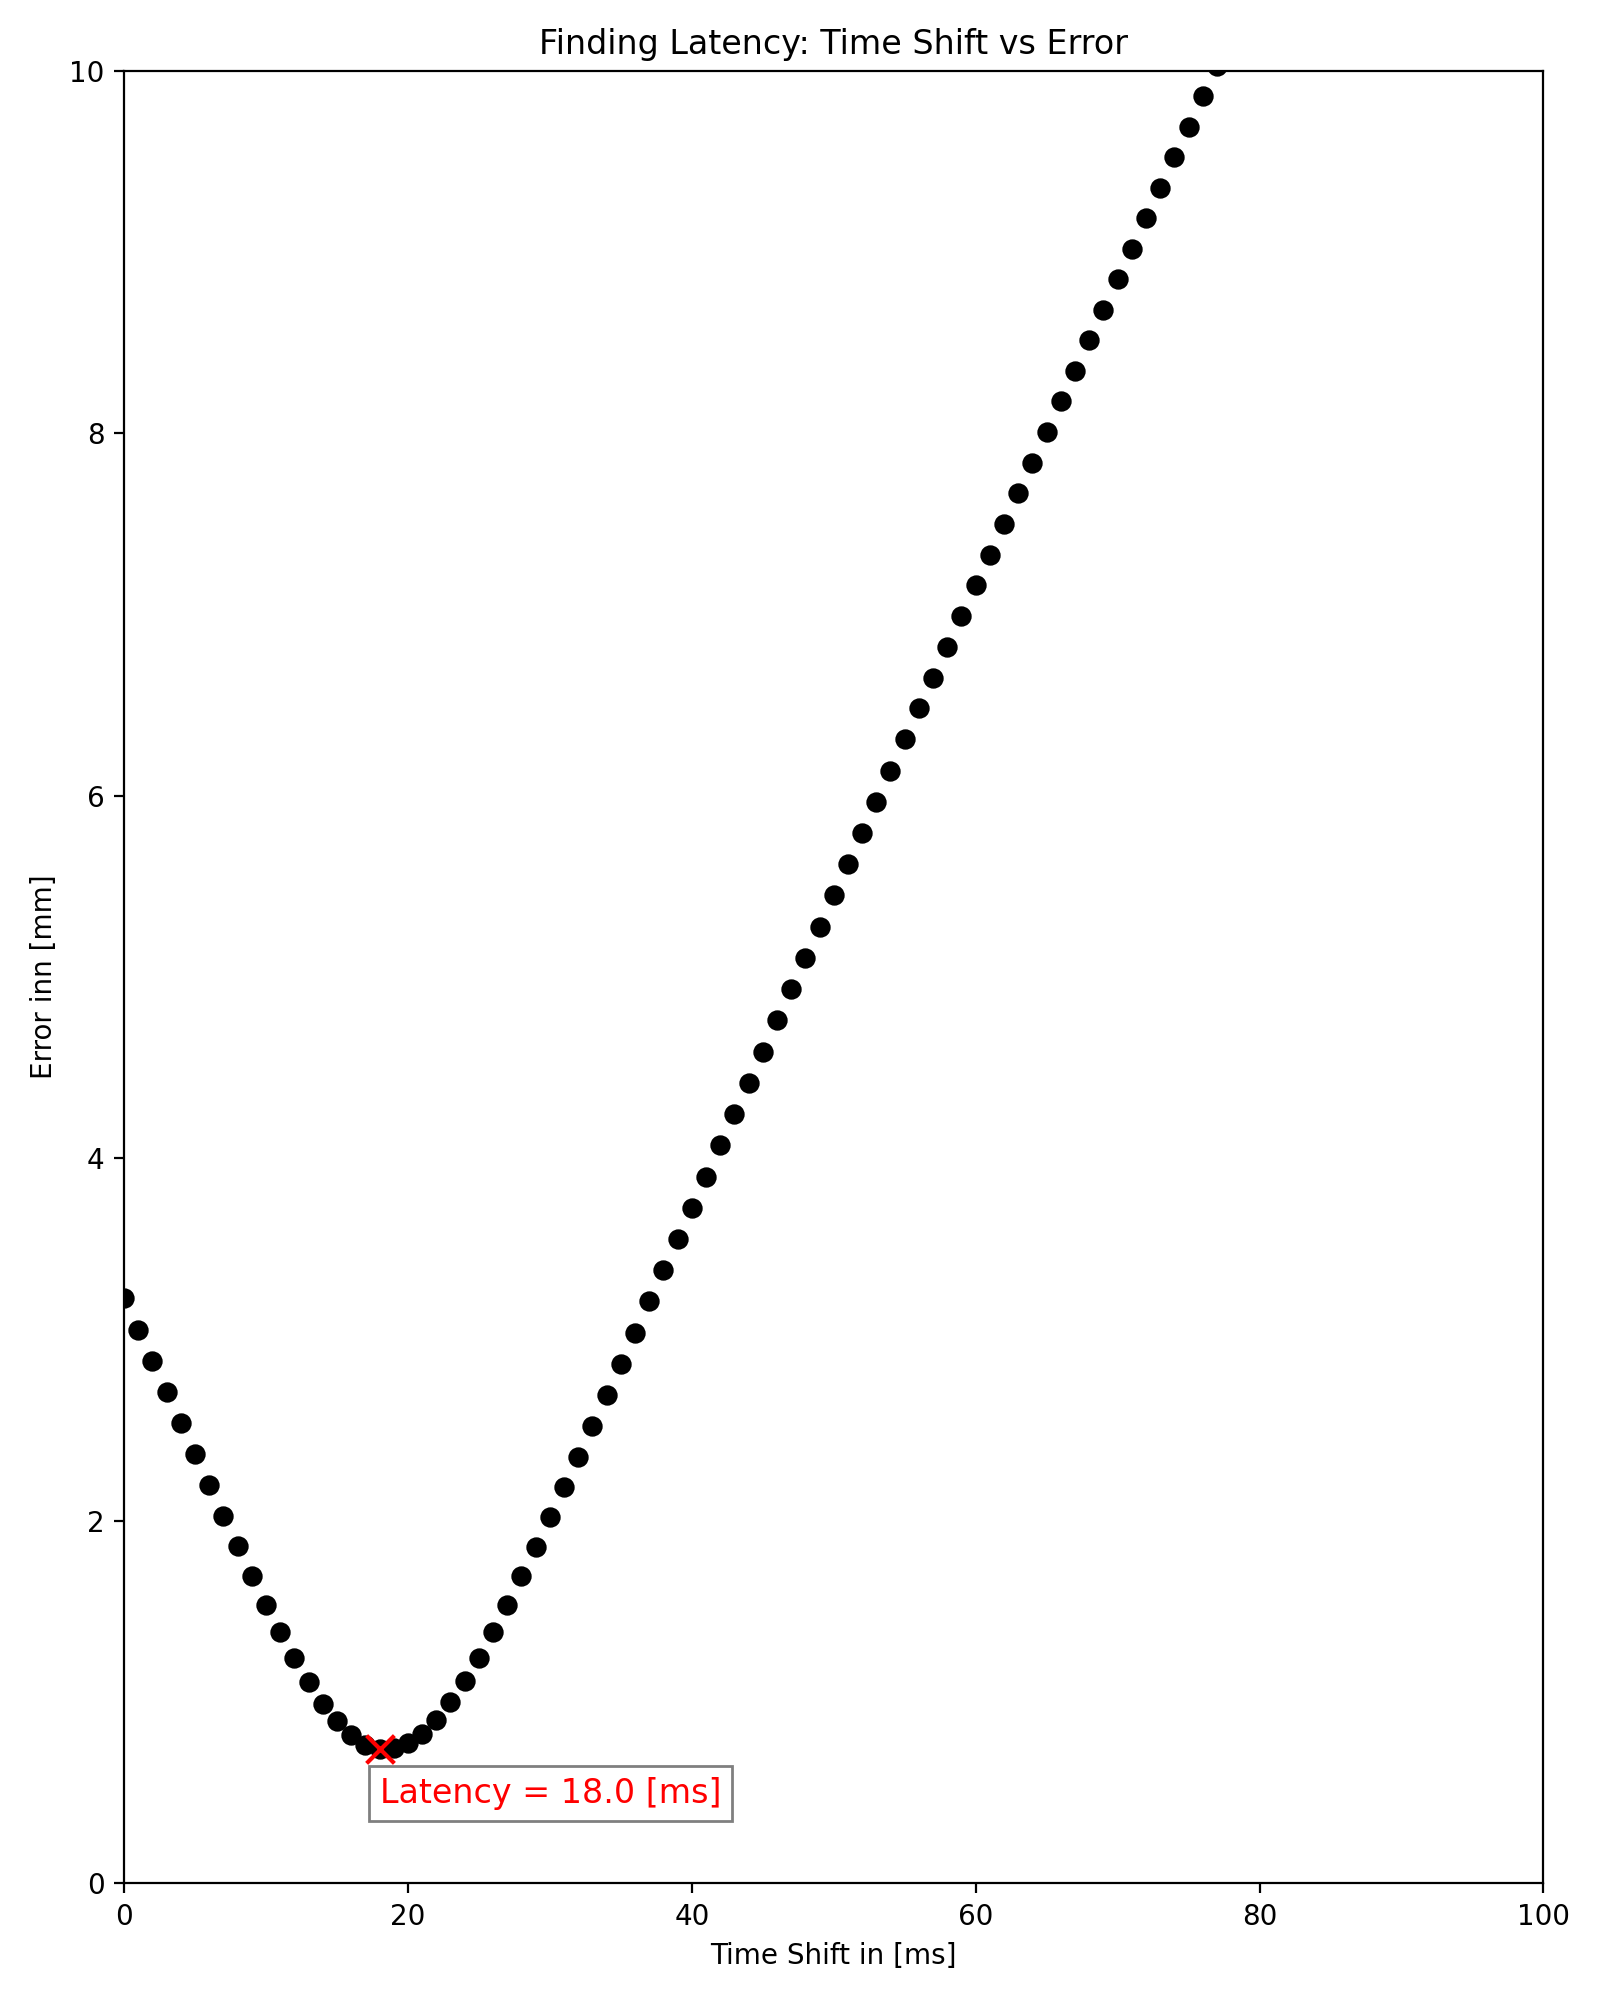 Finding Latency: Time Shift vs Error
10
8
6
4
2
0
Error inn [mm]
Latency = 18.0 [ms]
0 20 40 60 80 100
Time Shift in [ms]